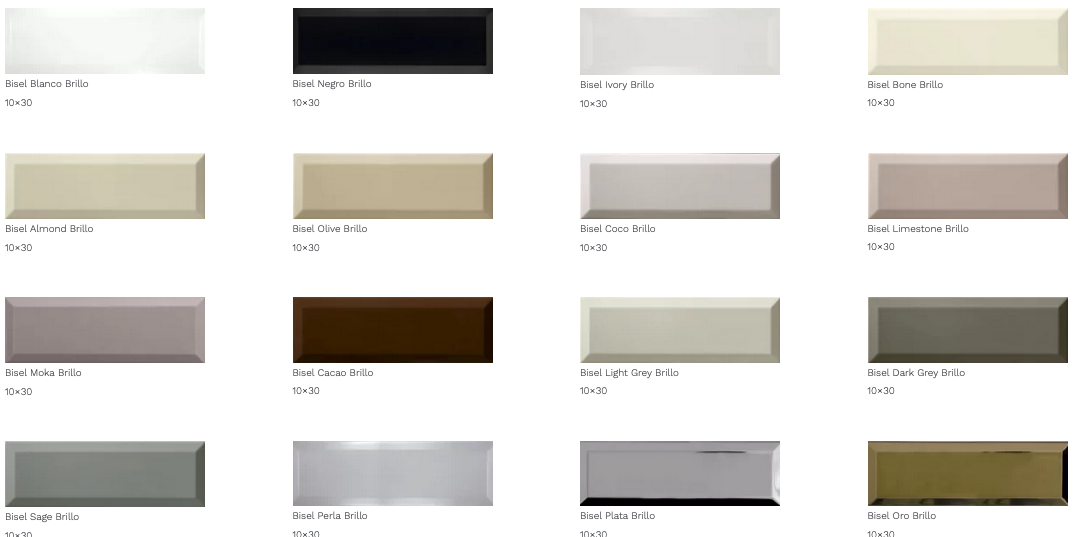 Bisel Blanco Brillo
10×30
Bisel Negro Brillo
10×30
Bisel Ivory Brillo
10×30
Bisel Bone Brillo
10×30
Bisel Almond Brillo
10×30
Bisel Olive Brillo
10×30
Bisel Coco Brillo
10×30
Bisel Limestone Brillo
10×30
Bisel Moka Brillo
10×30
Bisel Cacao Brillo
10×30
Bisel Light Grey Brillo
10×30
Bisel Dark Grey Brillo
10×30
Bisel Sage Brillo
10×30
Bisel Perla Brillo
10×30
Bisel Plata Brillo
10×30
Bisel Oro Brillo
10×30